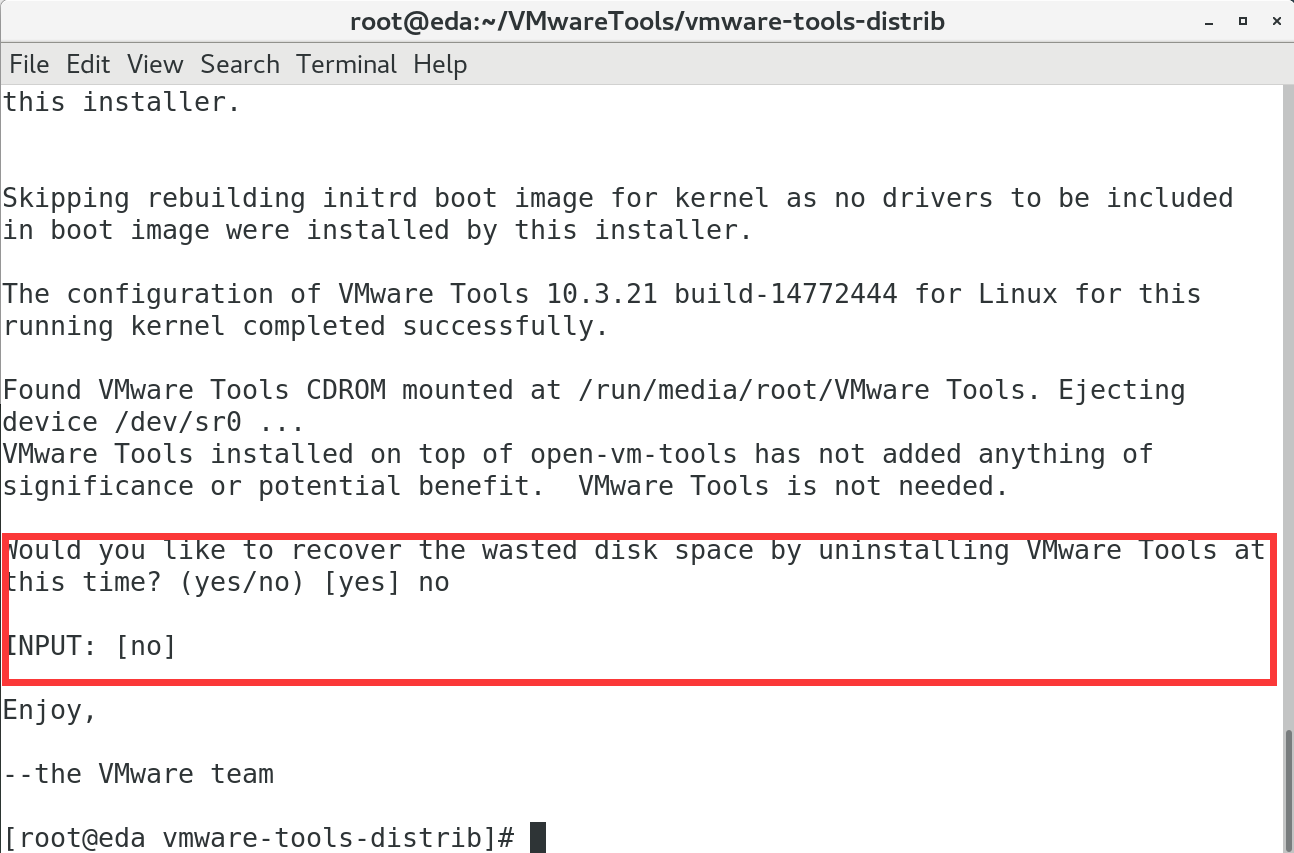 root@eda:~/VMwareTools/vmware-tools-distrib
File Edit View Search Terminal Help
this installer.
Skipping rebuilding initrd boot image for kernel as no drivers to be included
in boot image were installed by this installer.
The configuration of VMware Tools 10.3.21 build-14772444 for Linux for this
running kernel completed successfully.
Found VMware Tools CDROM mounted at /run/media/root/VMware Tools. Ejecting
device /dev/sr0 ...
VMware Tools installed on top of open-vm-tools has not added anything of
significance or potential benefit.  VMware Tools is not needed.
Would you like to recover the wasted disk space by uninstalling VMware Tools at
this time? (yes/no) [yes] no
INPUT: [no]
Enjoy,
--the VMware team
[root@eda vmware-tools-distrib]#